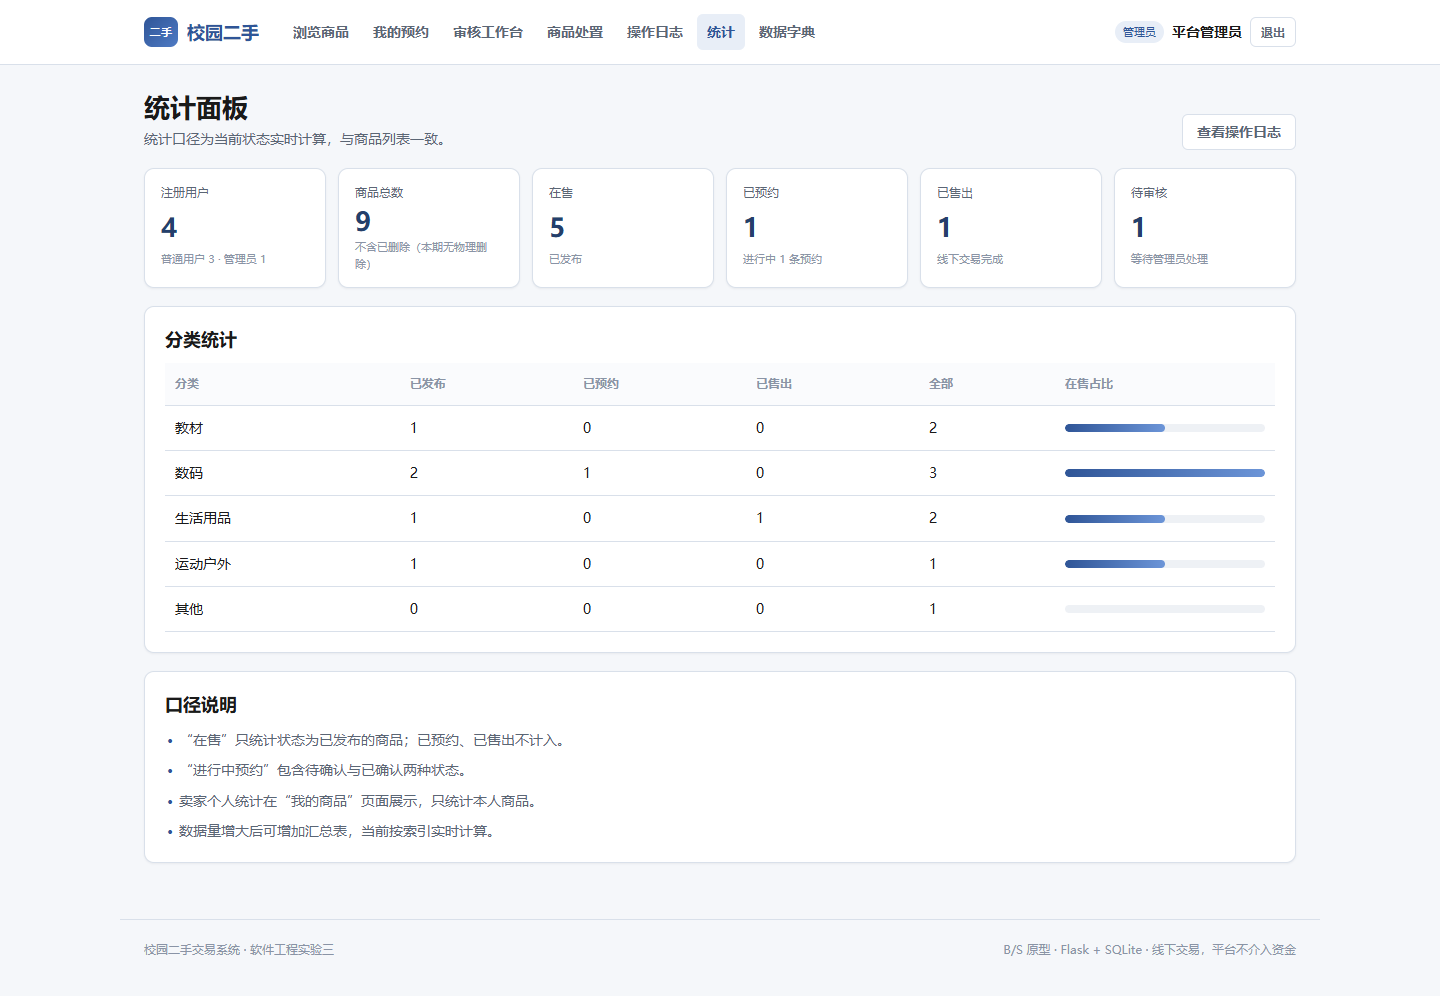 二手 校园二手 浏览商品 我的预约 审核工作台 商品处置 操作日志 统计 数据字典 管理员 平台管理员 退出
统计面板
统计口径为当前状态实时计算，与商品列表一致。
查看操作日志
注册用户
4
普通用户 3 · 管理员 1
商品总数
9
不含已删除（本期无物理删
除）
在售
5
已发布
已预约
1
进行中 1 条预约
已售出
1
线下交易完成
待审核
1
等待管理员处理
分类统计
分类 已发布 已预约 已售出 全部 在售占比
教材 1 0 0 2
数码 2 1 0 3
生活用品 1 0 1 2
运动户外 1 0 0 1
其他 0 0 0 1
口径说明
• “在售”只统计状态为已发布的商品；已预约、已售出不计入。
• “进行中预约”包含待确认与已确认两种状态。
• 卖家个人统计在“我的商品”页面展示，只统计本人商品。
• 数据量增大后可增加汇总表，当前按索引实时计算。
校园二手交易系统 · 软件工程实验三
B/S 原型 · Flask + SQLite · 线下交易，平台不介入资金